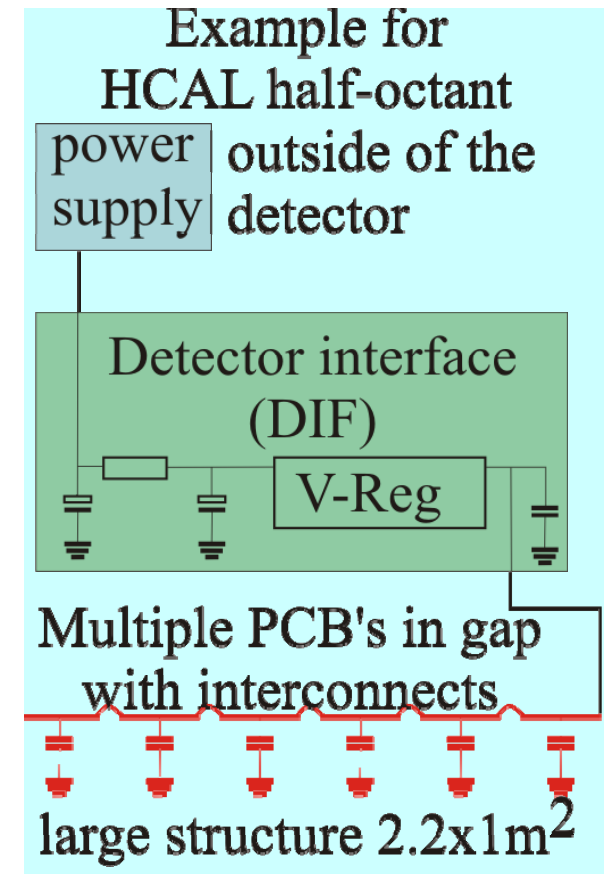 Example for
HCAL half-octant
power
supply
outside of the
detector
Detector interface
(DIF)
V-Reg
Multiple PCB's in gap
with interconnects
large structure 2.2x1m²